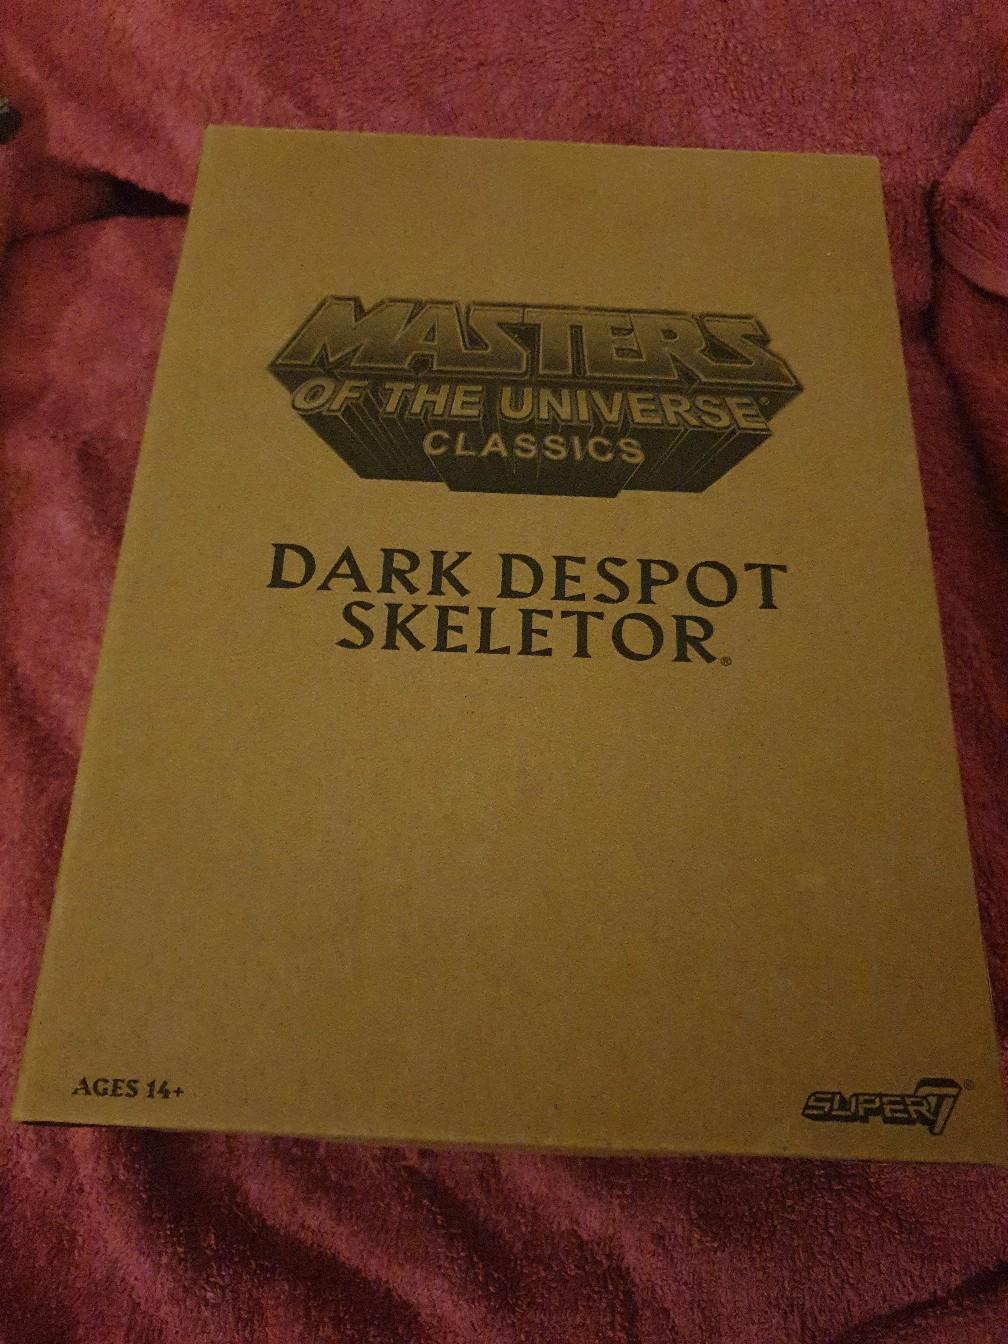 MASTERS
OF THE UNIVERSE®
CLASSICS
DARK DESPOT
SKELETOR®
AGES 14+
SUPER7®